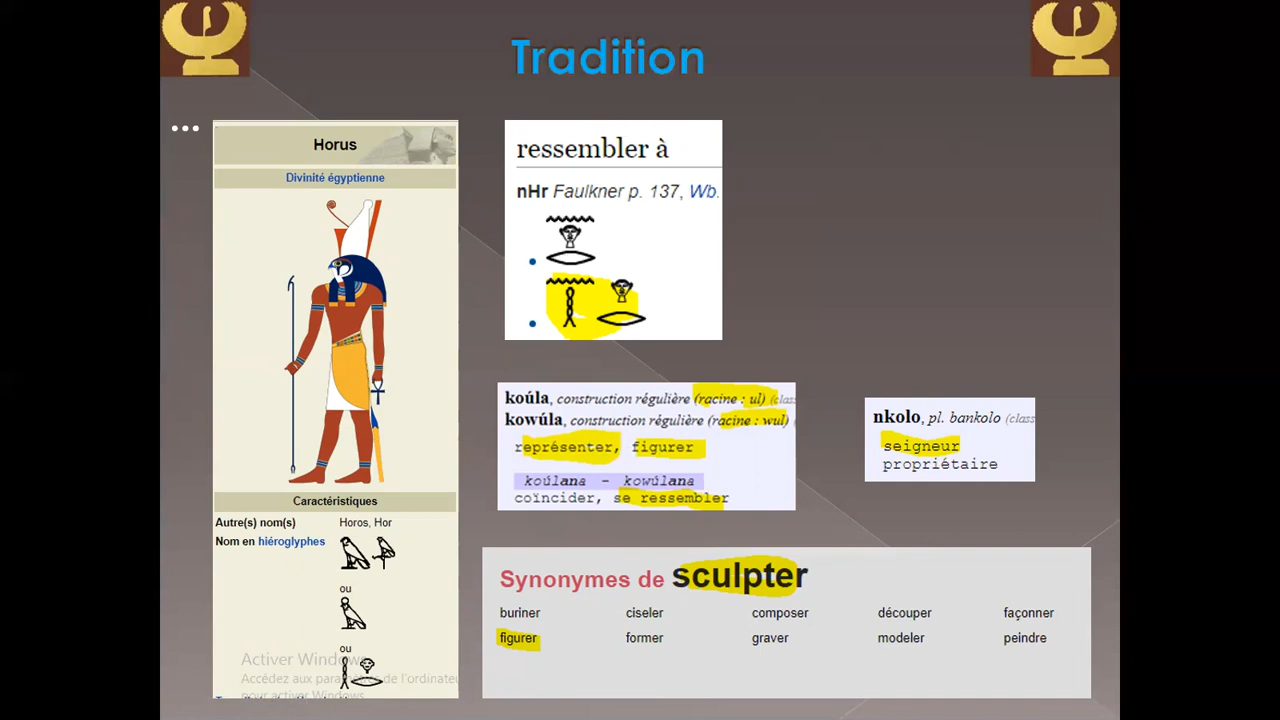 Tradition
...
Horus
Divinité égyptienne
Caractéristiques
Autre(s) nom(s) Horos, Hor
Nom en hiéroglyphes
ou
ou
ressembler à
nHr Faulkner p. 137, Wb.
koúla, construction régulière (racine : ul) (clas
kowúla, construction régulière (racine : wul) (
représenter, figurer
koúlana - kowúlana
coïncider, se ressembler
nkolo, pl. bankolo (class
seigneur
propriétaire
Synonymes de sculpter
buriner ciseler composer découper façonner
figurer former graver modeler peindre
Activer Windows
Accédez aux paramètres de l'ordinateu
pour activer Windows.